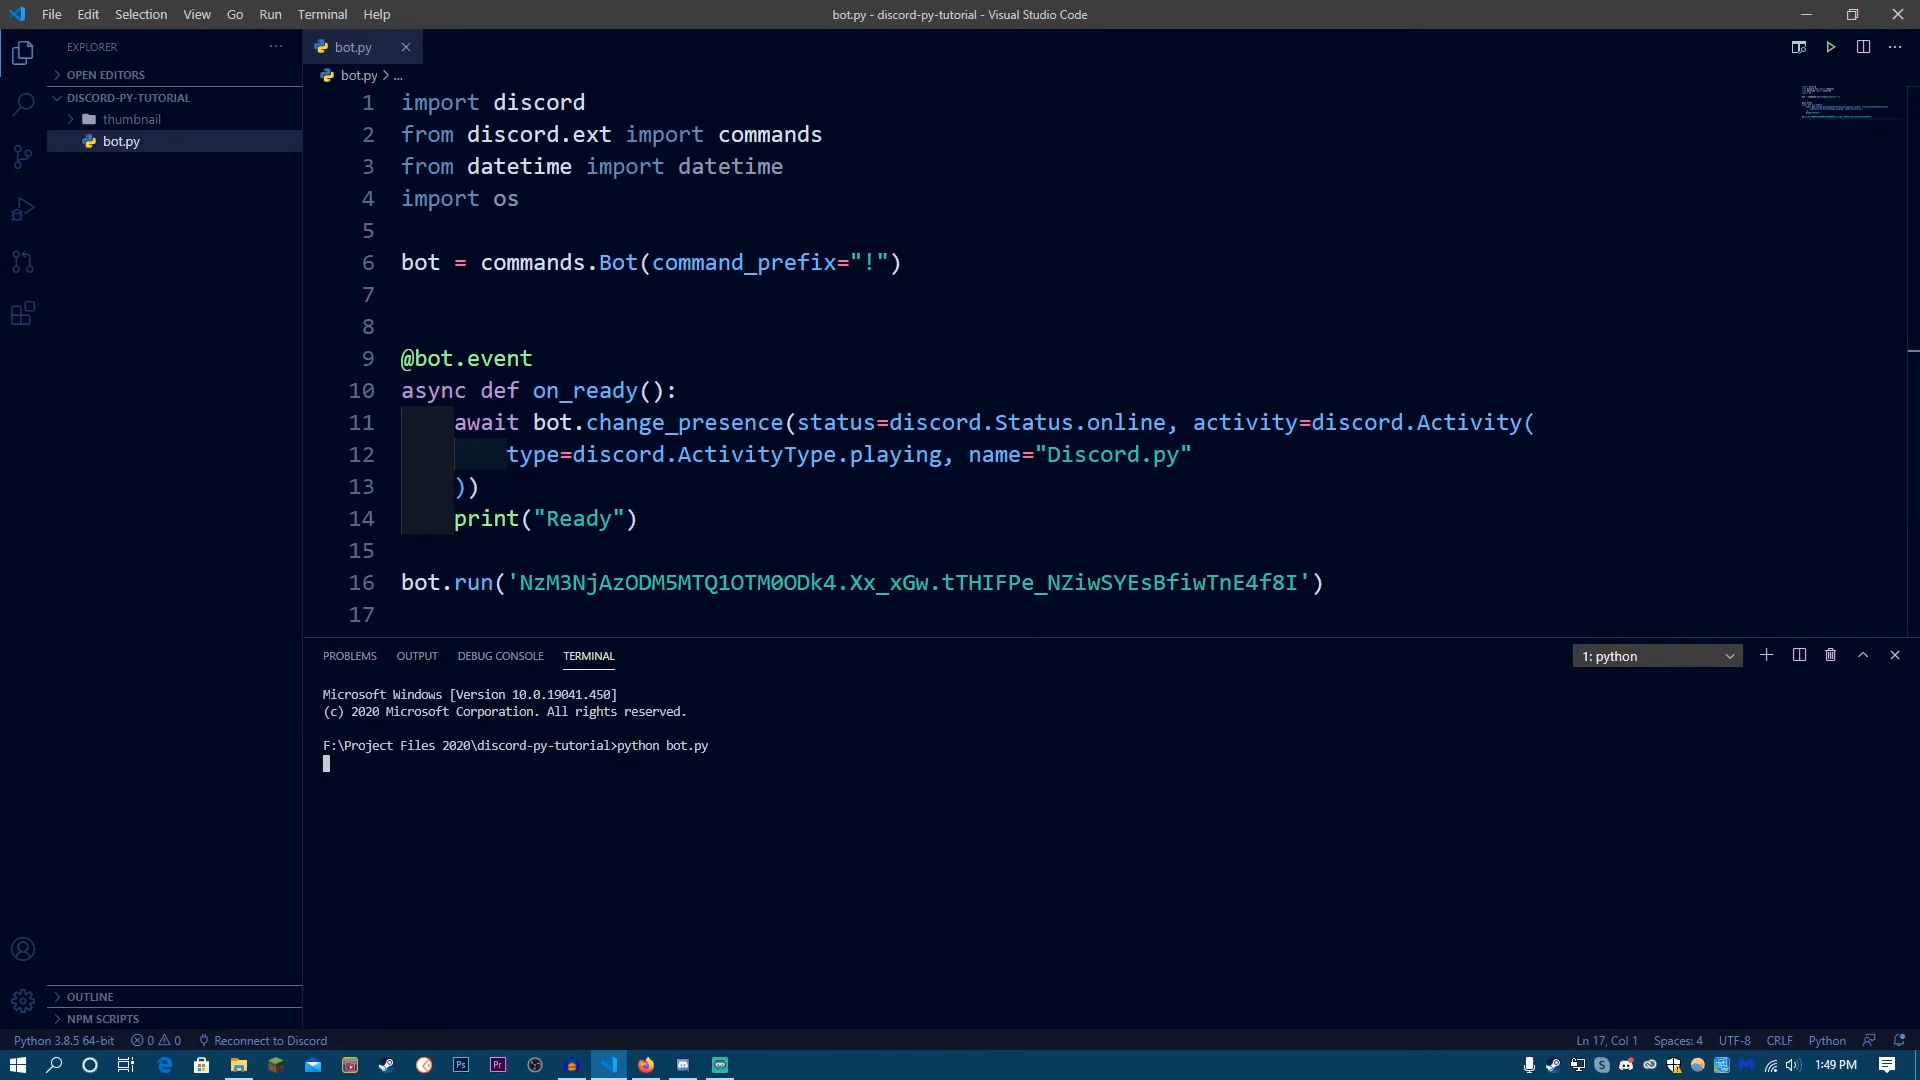 File Edit Selection View Go Run Terminal Help
bot.py - discord-py-tutorial - Visual Studio Code
EXPLORER
bot.py
OPEN EDITORS
bot.py > ...
DISCORD-PY-TUTORIAL
thumbnail
bot.py
1 import discord
2 from discord.ext import commands
3 from datetime import datetime
4 import os
5
6 bot = commands.Bot(command_prefix="!")
7
8
9 @bot.event
10 async def on_ready():
11 await bot.change_presence(status=discord.Status.online, activity=discord.Activity(
12 type=discord.ActivityType.playing, name="Discord.py"
13 ))
14 print("Ready")
15
16 bot.run('NzM3NjAzODM5MTQ1OTM0ODk4.Xx_xGw.tTHIFPe_NZiwSYEsBfiwTnE4f8I')
17
PROBLEMS OUTPUT DEBUG CONSOLE TERMINAL
1: python
Microsoft Windows [Version 10.0.19041.450]
(c) 2020 Microsoft Corporation. All rights reserved.
F:\Project Files 2020\discord-py-tutorial>python bot.py
OUTLINE
NPM SCRIPTS
Python 3.8.5 64-bit 0 0 Reconnect to Discord
Ln 17, Col 1 Spaces: 4 UTF-8 CRLF Python
1:49 PM